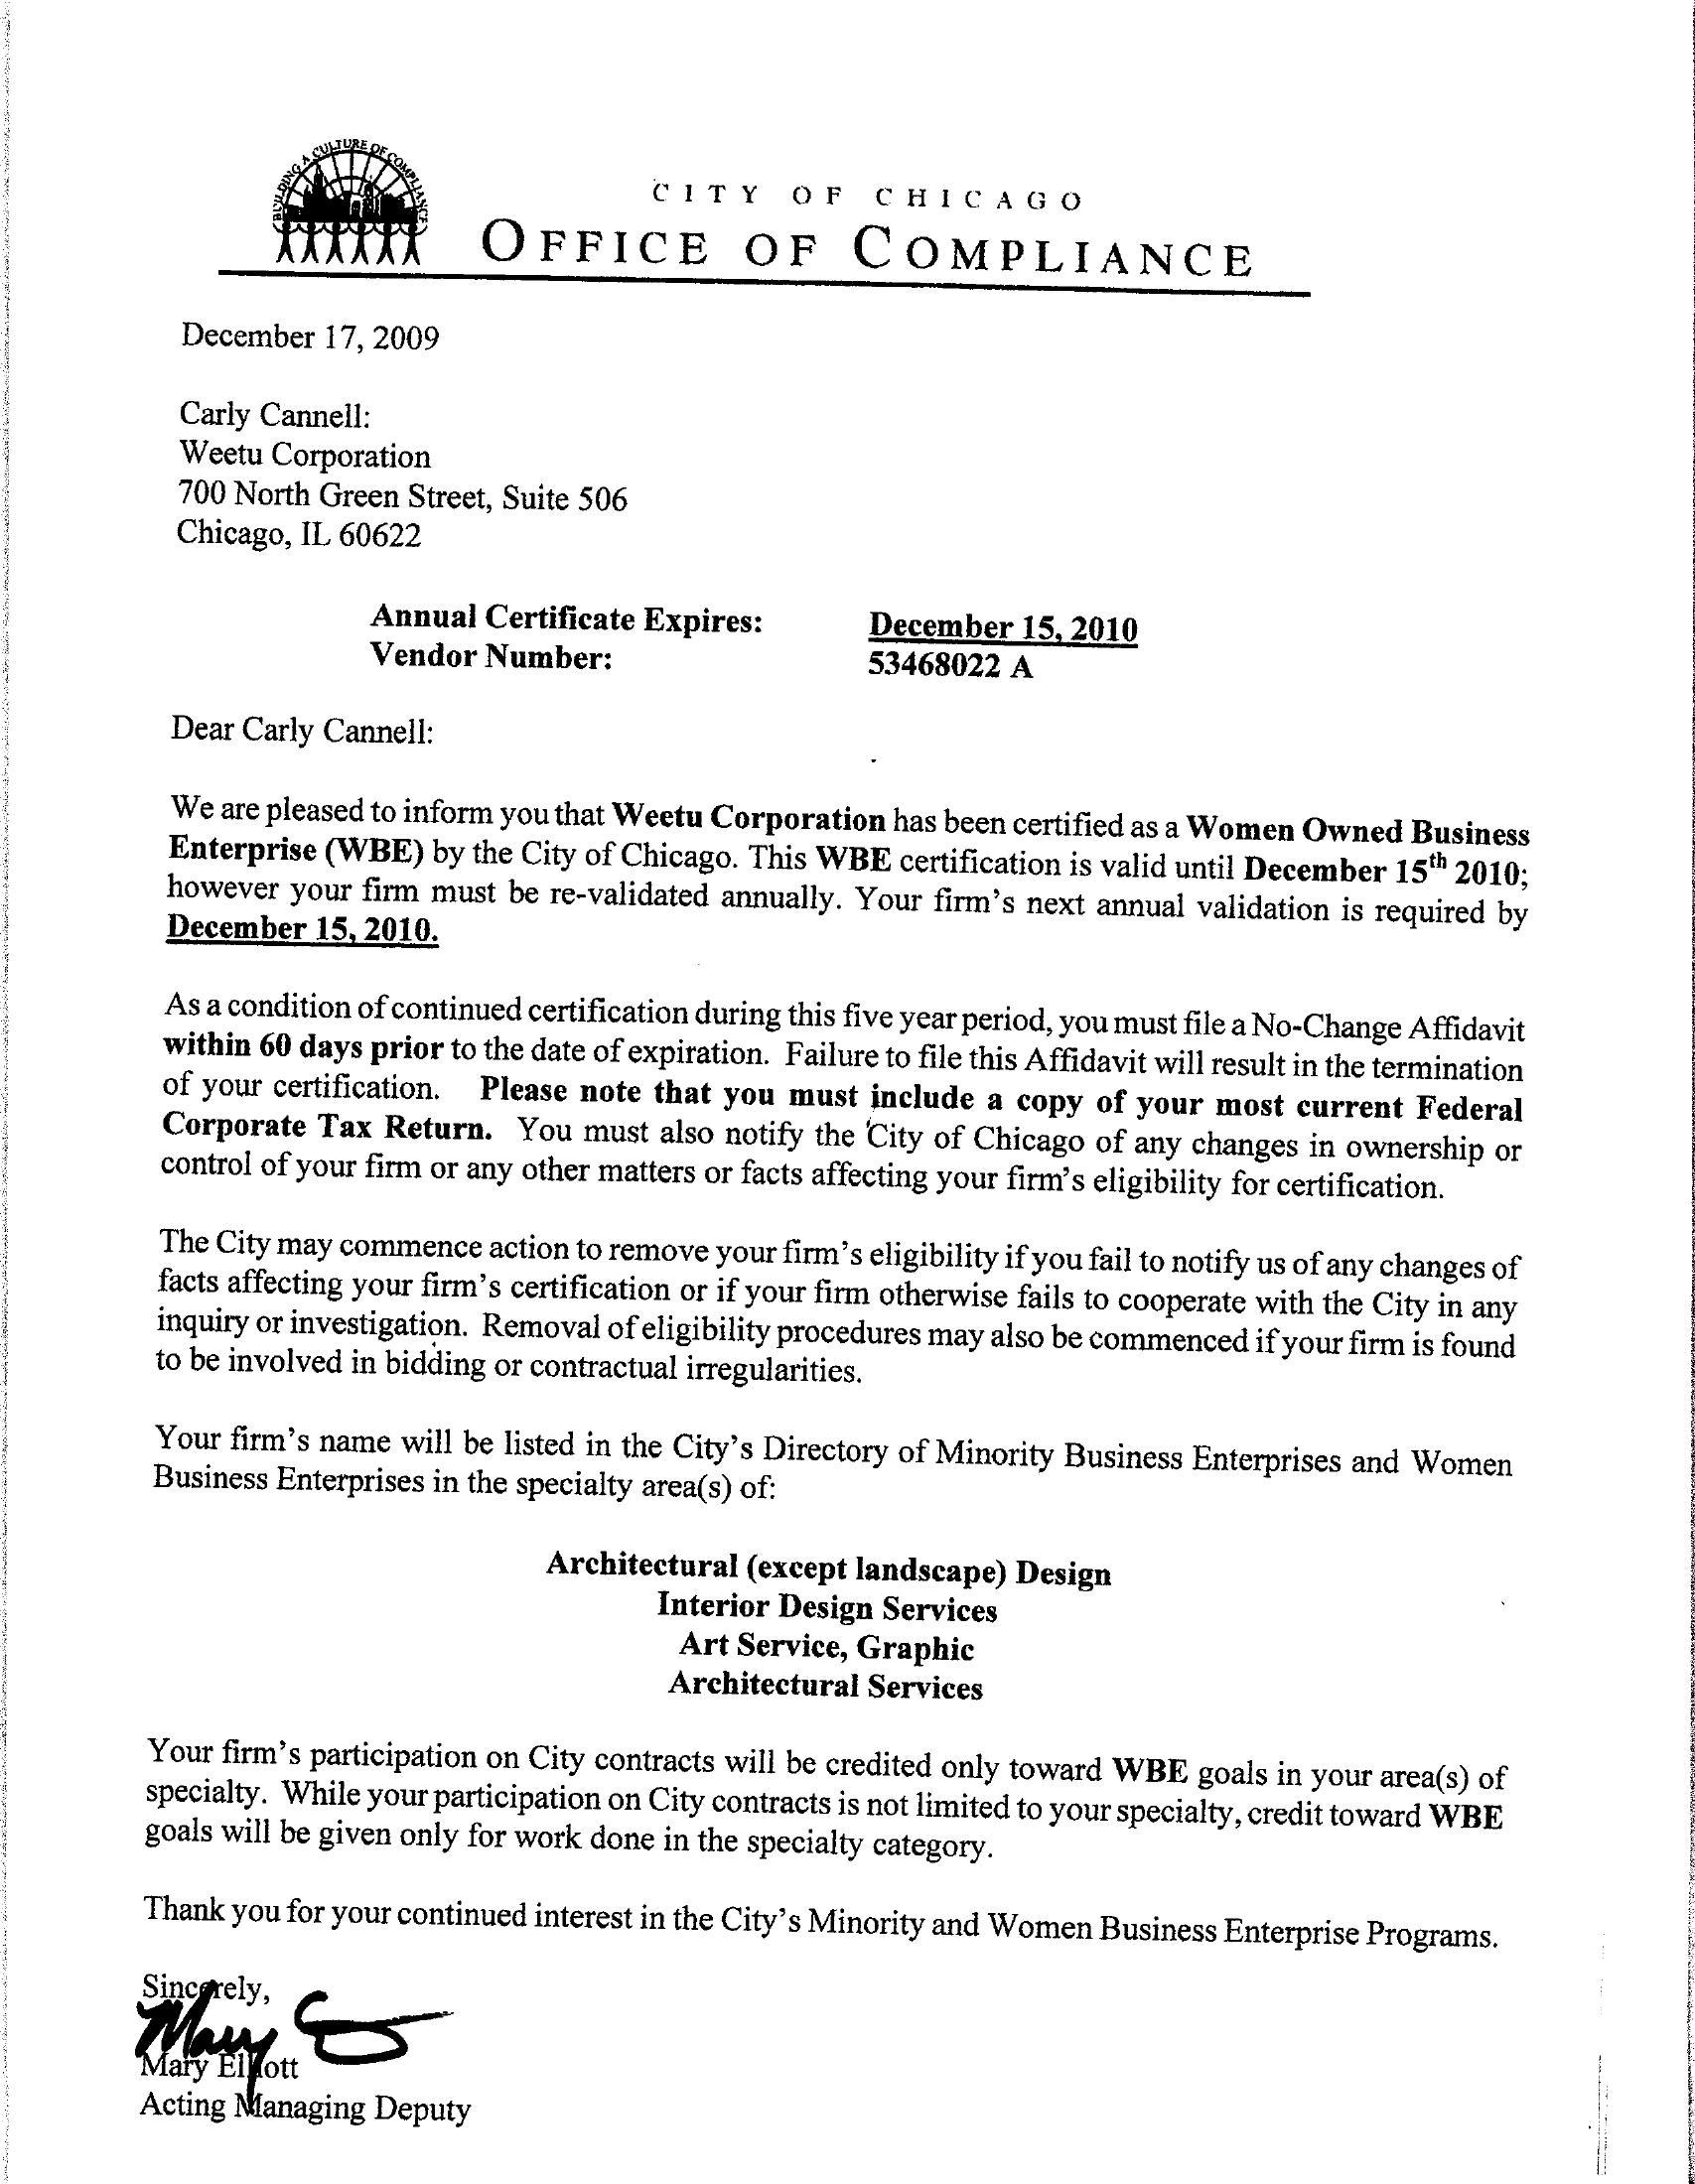 BUILDING A CULTURE OF COMPLIANCE
CITY OF CHICAGO
OFFICE OF COMPLIANCE
December 17, 2009
Carly Cannell:
Weetu Corporation
700 North Green Street, Suite 506
Chicago, IL 60622
Annual Certificate Expires: December 15, 2010
Vendor Number: 53468022 A
Dear Carly Cannell:
We are pleased to inform you that Weetu Corporation has been certified as a Women Owned Business
Enterprise (WBE) by the City of Chicago. This WBE certification is valid until December 15th 2010;
however your firm must be re-validated annually. Your firm's next annual validation is required by
December 15, 2010.
As a condition of continued certification during this five year period, you must file a No-Change Affidavit
within 60 days prior to the date of expiration. Failure to file this Affidavit will result in the termination
of your certification. Please note that you must include a copy of your most current Federal
Corporate Tax Return. You must also notify the City of Chicago of any changes in ownership or
control of your firm or any other matters or facts affecting your firm's eligibility for certification.
The City may commence action to remove your firm's eligibility if you fail to notify us of any changes of
facts affecting your firm's certification or if your firm otherwise fails to cooperate with the City in any
inquiry or investigation. Removal of eligibility procedures may also be commenced if your firm is found
to be involved in bidding or contractual irregularities.
Your firm's name will be listed in the City's Directory of Minority Business Enterprises and Women
Business Enterprises in the specialty area(s) of:
Architectural (except landscape) Design
Interior Design Services
Art Service, Graphic
Architectural Services
Your firm's participation on City contracts will be credited only toward WBE goals in your area(s) of
specialty. While your participation on City contracts is not limited to your specialty, credit toward WBE
goals will be given only for work done in the specialty category.
Thank you for your continued interest in the City's Minority and Women Business Enterprise Programs.
Sincerely,
Mary
Mary Elliott
Acting Managing Deputy